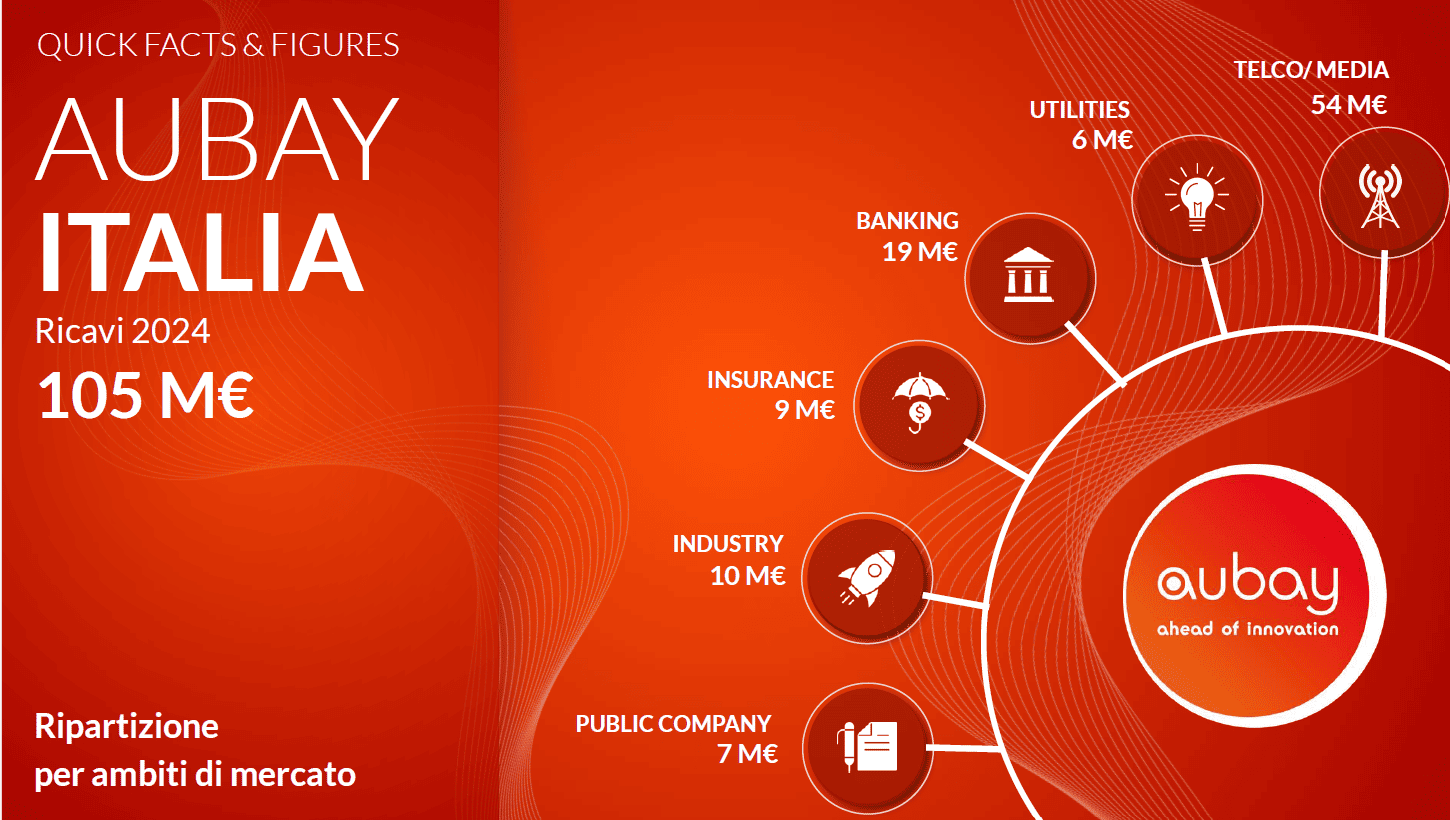 QUICK FACTS & FIGURES
AUBAY
ITALIA
Ricavi 2024
105 M€
Ripartizione
per ambiti di mercato
TELCO/ MEDIA
54 M€
UTILITIES
6 M€
BANKING
19 M€
INSURANCE
9 M€
$
INDUSTRY
10 M€
PUBLIC COMPANY
7 M€
aubay
ahead of innovation